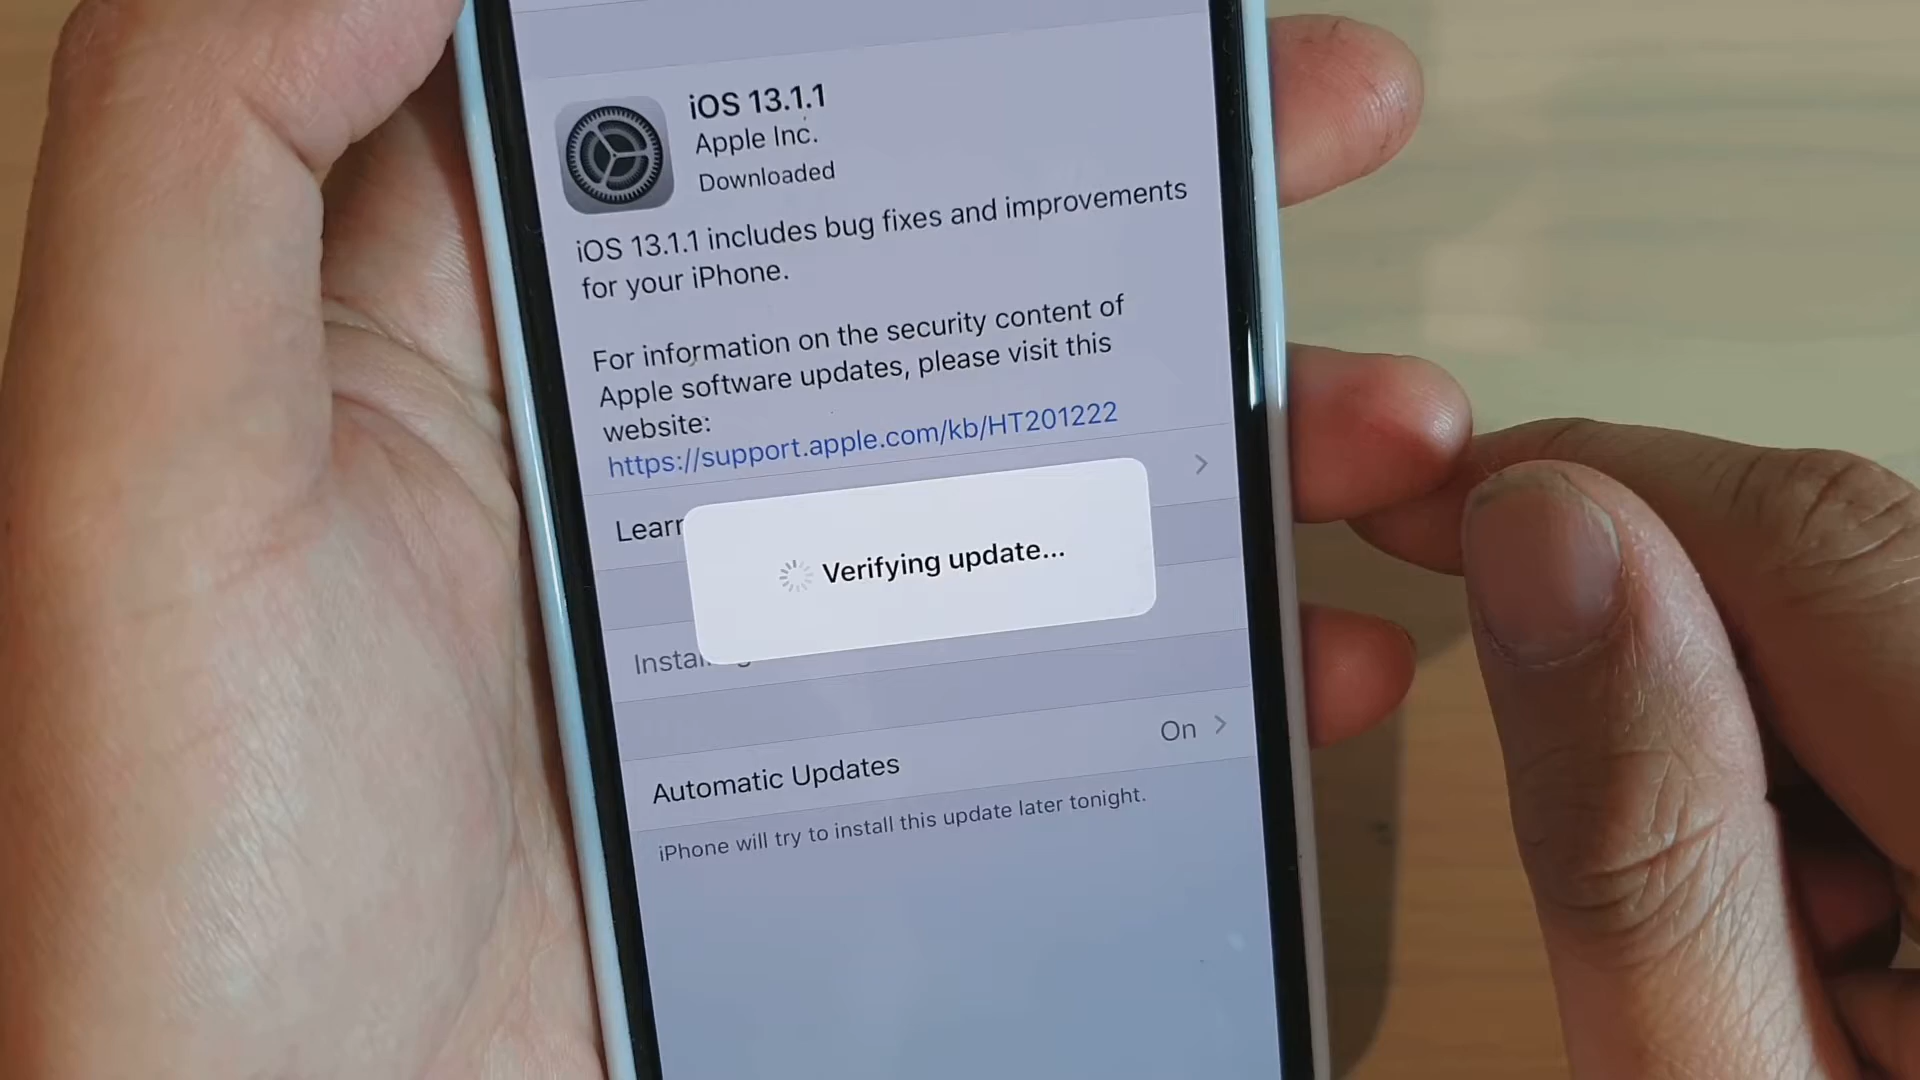 iOS 13.1.1
Apple Inc.
Downloaded
iOS 13.1.1 includes bug fixes and improvements
for your iPhone.
For information on the security content of
Apple software updates, please visit this
website:
https://support.apple.com/kb/HT201222
Learn
Verifying update...
Automatic Updates On
iPhone will try to install this update later tonight.